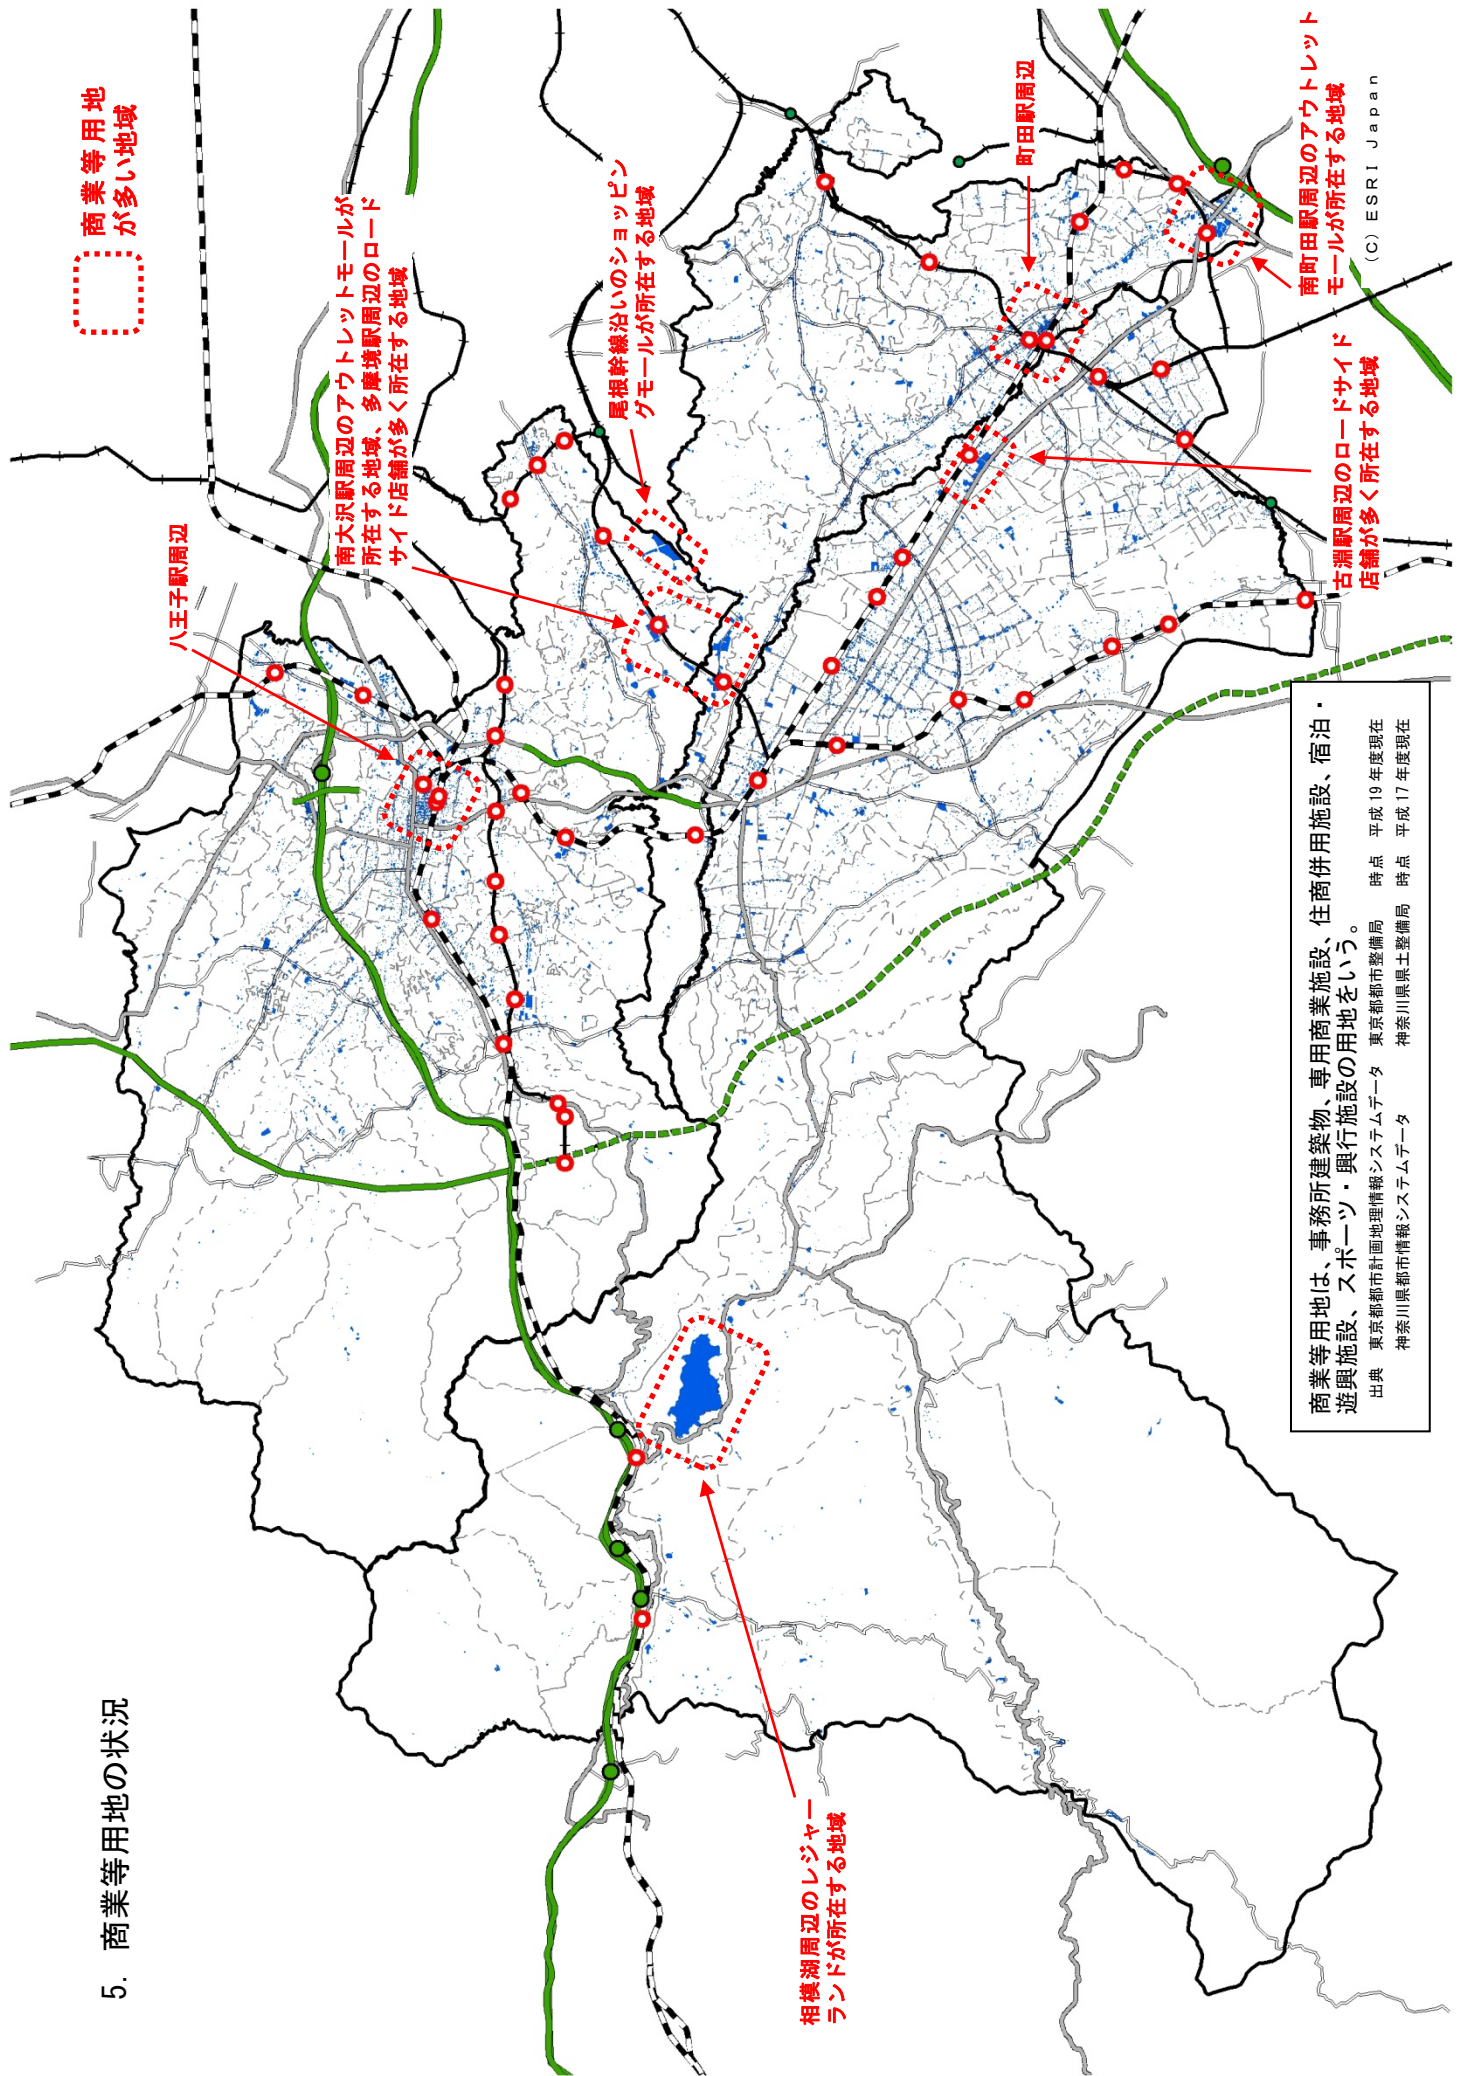 5. 商業等用地の状況
商業等用地
が多い地域
八王子駅周辺
南大沢駅周辺のアウトレットモールが
所在する地域、多摩境駅周辺のロード
サイド店舗が多く所在する地域
尾根幹線沿いのショッピン
グモールが所在する地域
町田駅周辺
相模湖周辺のレジャー
ランドが所在する地域
古淵駅周辺のロードサイド
店舗が多く所在する地域
南町田駅周辺のアウトレット
モールが所在する地域
(C) ESRI Japan
商業等用地は、事務所建築物、専用商業施設、住商併用施設、宿泊・
遊興施設、スポーツ・興行施設の用地をいう。
出典 東京都都市計画地理情報システムデータ 東京都都市整備局 時点 平成 19 年度現在
神奈川県都市情報システムデータ 神奈川県県土整備局 時点 平成 17 年度現在